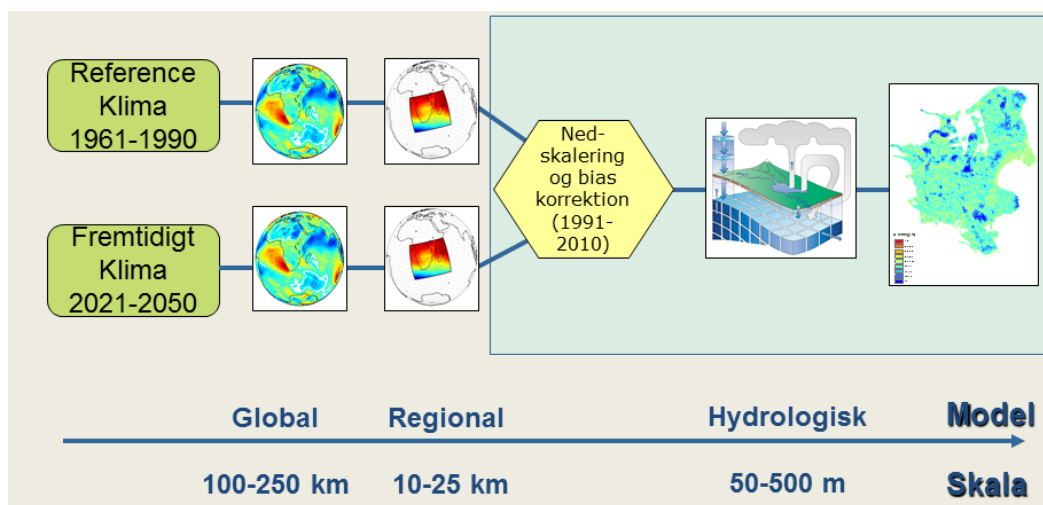 Reference
Klima
1961-1990
Fremtidigt
Klima
2021-2050
Ned-
skalering
og bias
korrektion
(1991-
2010)
Global
Regional
Hydrologisk
Model
100-250 km
10-25 km
50-500 m
Skala